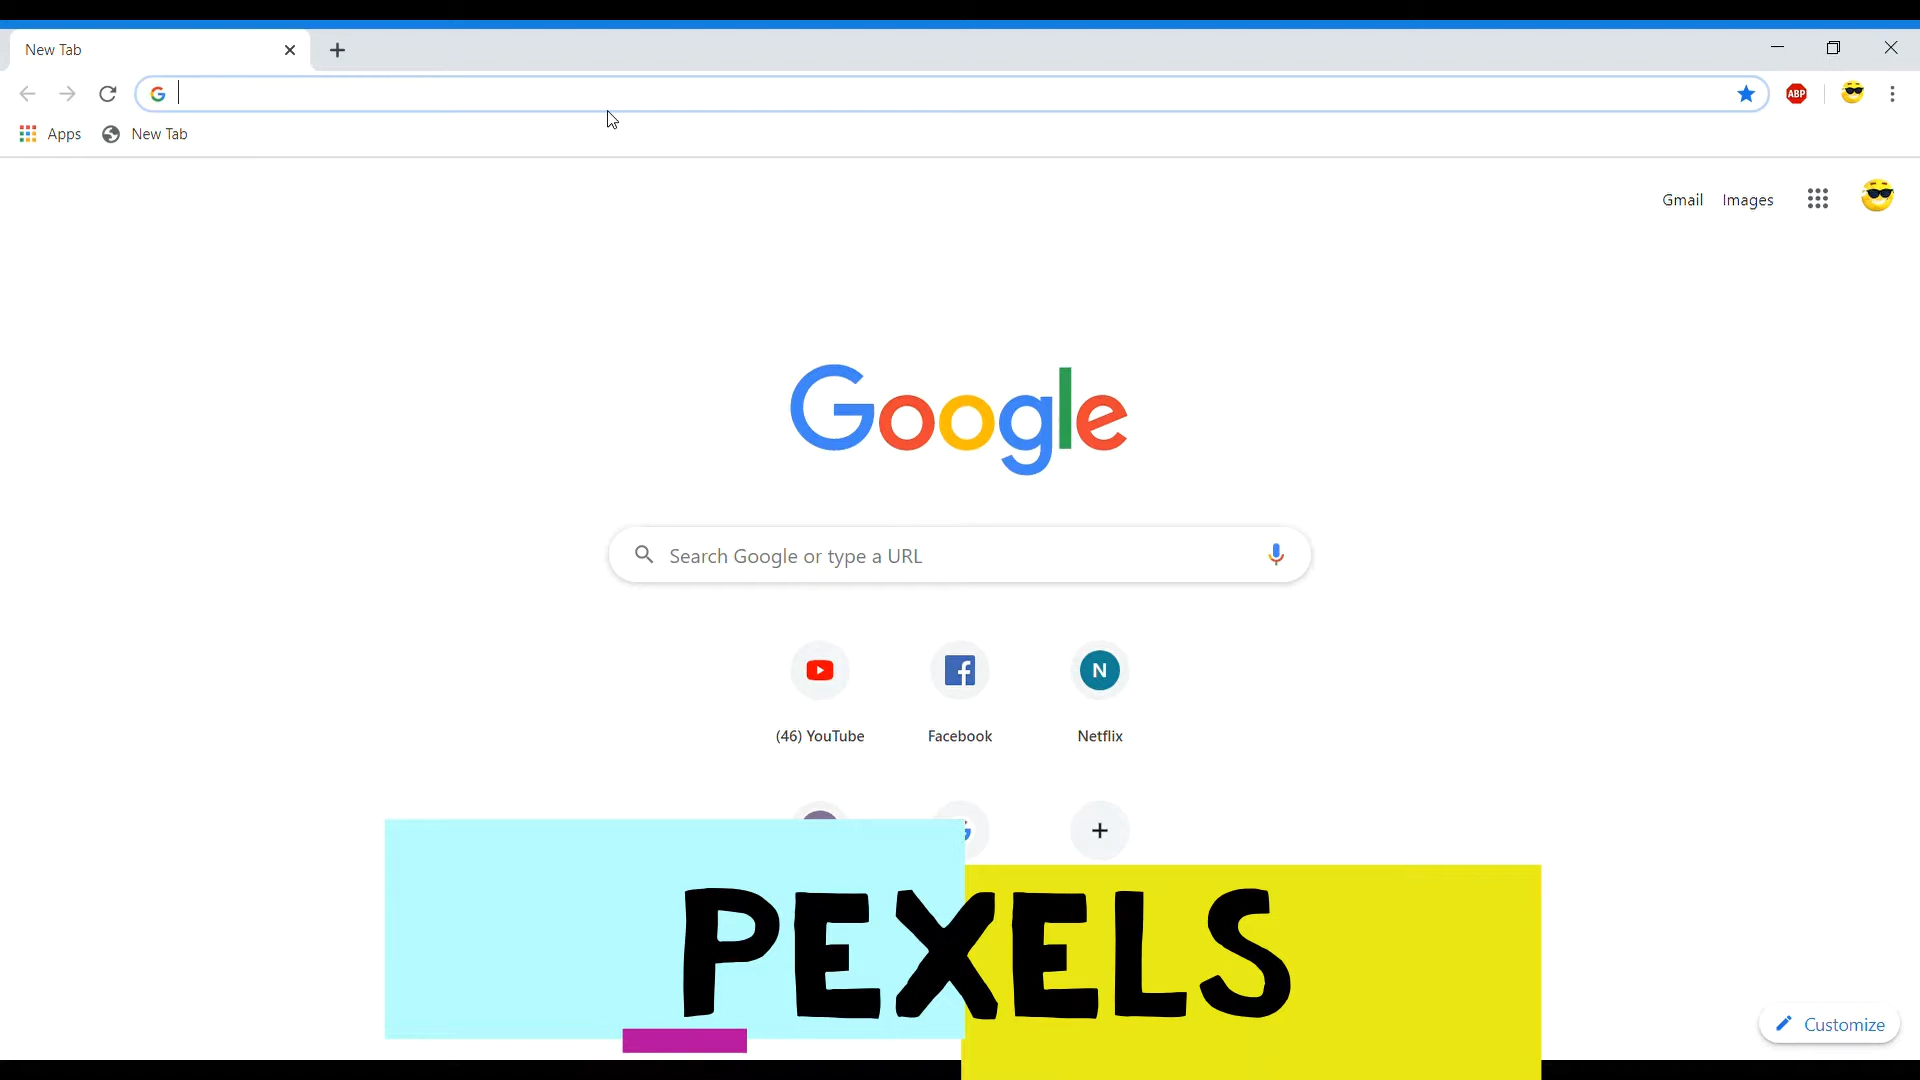 New Tab
ABP
Apps
New Tab
Gmail
Images
Google
Search Google or type a URL
N
(46) YouTube
Facebook
Netflix
PEXELS
Customize